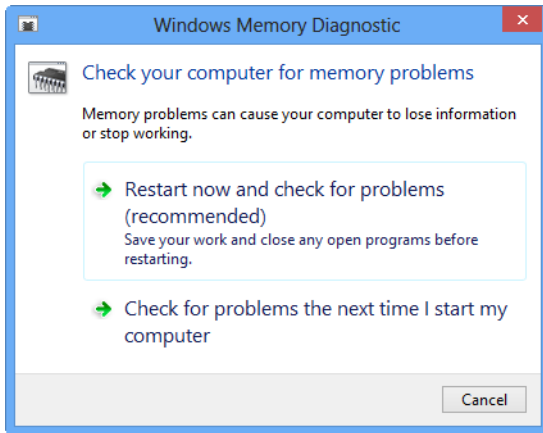 Windows Memory Diagnostic
Check your computer for memory problems
Memory problems can cause your computer to lose information
or stop working.
Restart now and check for problems
(recommended)
Save your work and close any open programs before
restarting.
Check for problems the next time I start my
computer
Cancel